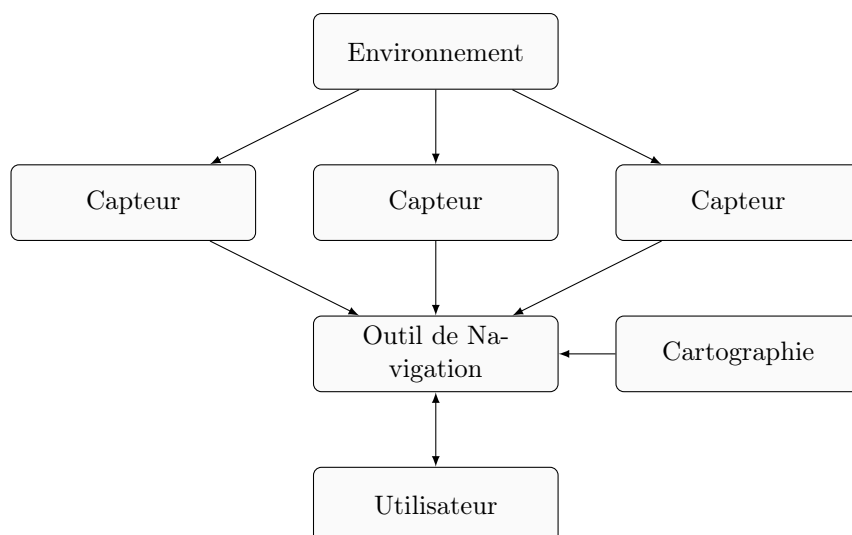 Environnement
Capteur
Capteur
Capteur
Outil de Na-
vigation
Cartographie
Utilisateur